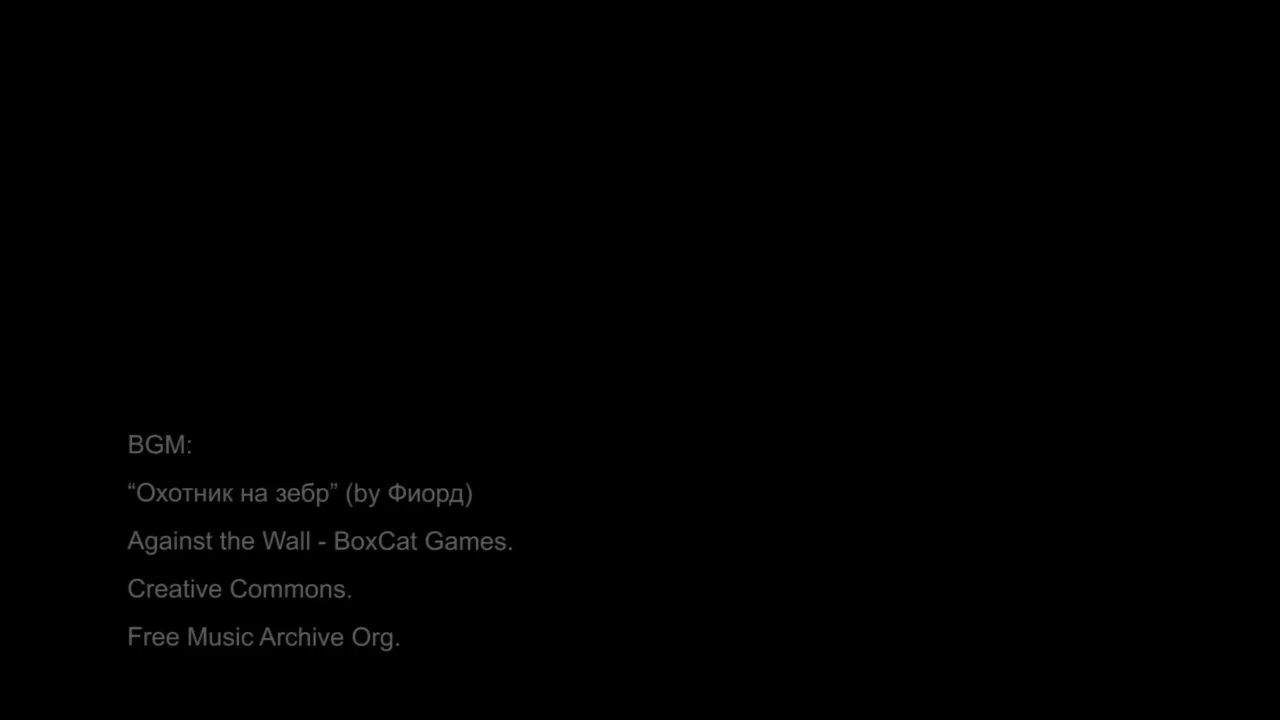 BGM:
“Охотник на зебр” (by Фиорд)
Against the Wall - BoxCat Games.
Creative Commons.
Free Music Archive Org.